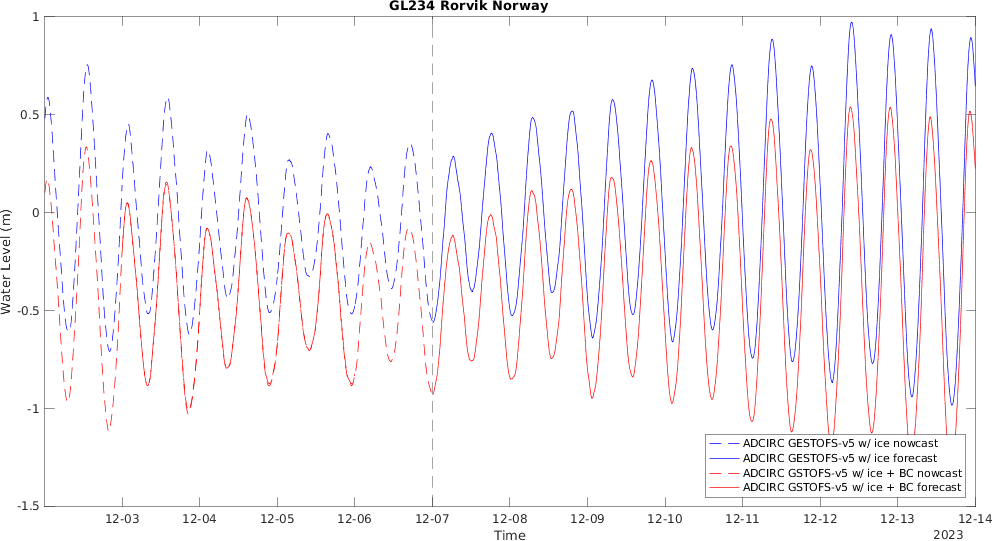 GL234 Rorvik Norway
1
0.5
0
-0.5
-1
-1.5
Water Level (m)
12-03 12-04 12-05 12-06 12-07 12-08 12-09 12-10 12-11 12-12 12-13 12-14
Time
2023
ADCIRC GESTOFS-v5 w/ ice nowcast
ADCIRC GESTOFS-v5 w/ ice forecast
ADCIRC GSTOFS-v5 w/ ice + BC nowcast
ADCIRC GSTOFS-v5 w/ ice + BC forecast